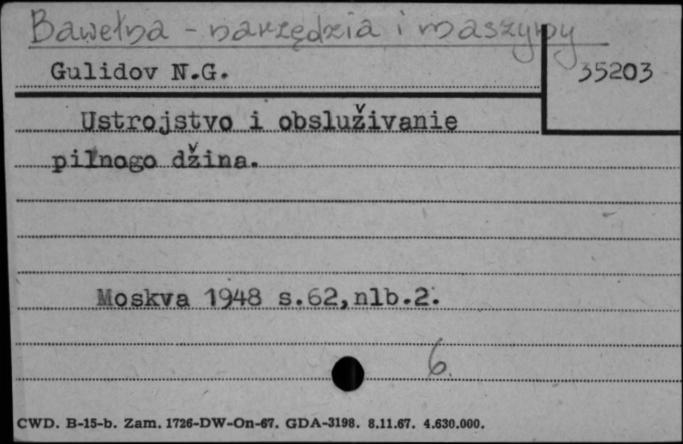 Bawełna - narzędzia i maszyny
Gulidov N.G.
35203
Ustrojstvo i obsluživanie
pilnogo džina.
Moskva 1948 s.62,nlb.2.
6.
CWD. B-15-b. Zam. 1726-DW-On-67. GDA-3198. 8.11.67. 4.630.000.